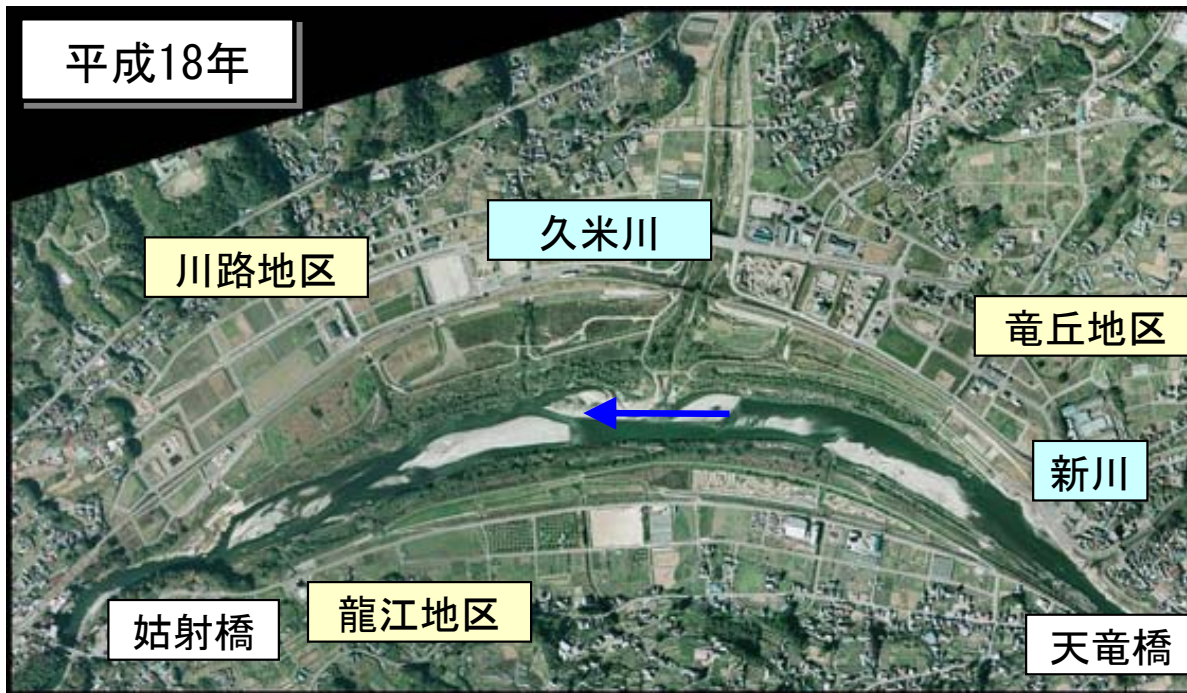 平成18年
久米川
川路地区
竜丘地区
新川
龍江地区
姑射橋
天竜橋